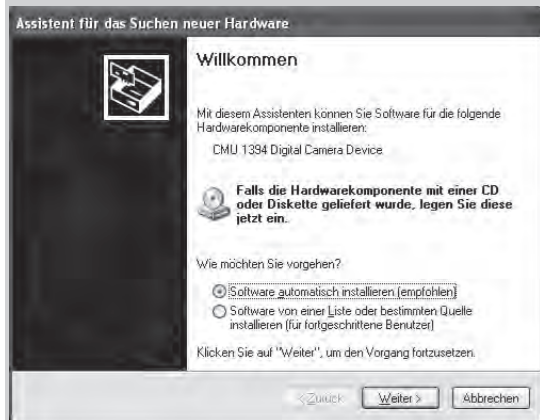 Assistent für das Suchen neuer Hardware
Willkommen
Mit diesem Assistenten können Sie Software für die folgende
Hardwarekomponente installieren:
CMU 1394 Digital Camera Device
Falls die Hardwarekomponente mit einer CD
oder Diskette geliefert wurde, legen Sie diese
jetzt ein.
Wie möchten Sie vorgehen?
Software automatisch installieren (empfohlen)
Software von einer Liste oder bestimmten Quelle
installieren (für fortgeschrittene Benutzer)
Klicken Sie auf "Weiter", um den Vorgang fortzusetzen.
< Zurück Weiter > Abbrechen